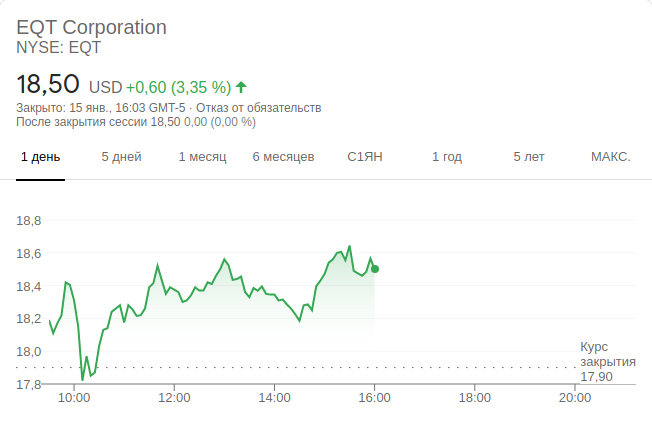 EQT Corporation
NYSE: EQT
18,50 USD +0,60 (3,35 %)
Закрыто: 15 янв., 16:03 GMT-5 · Отказ от обязательств
После закрытия сессии 18,50 0,00 (0,00 %)
1 день 5 дней 1 месяц 6 месяцев С1ЯН 1 год 5 лет МАКС.
18,8
18,6
18,4
18,2
18,0
17,8
Курс
закрытия
17,90
10:00 12:00 14:00 16:00 18:00 20:00